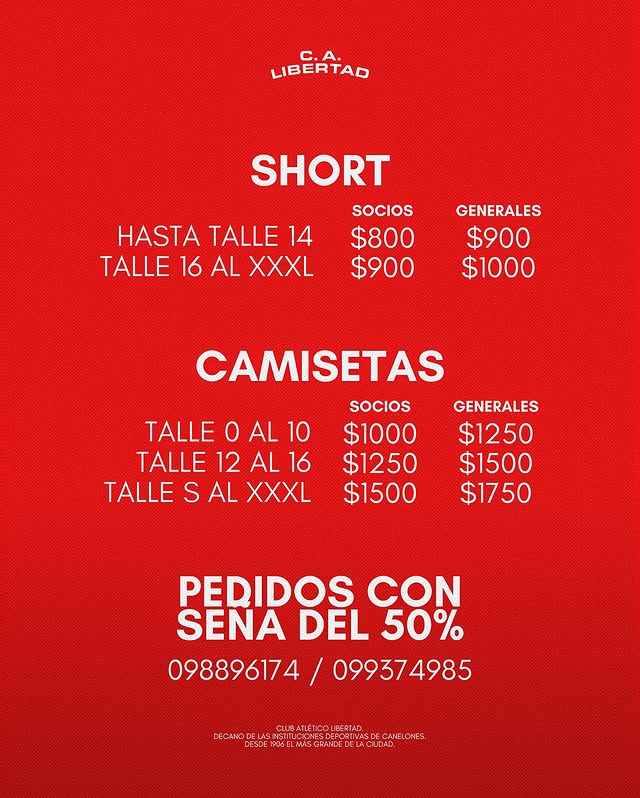 C. A.
LIBERTAD
SHORT
SOCIOS GENERALES
HASTA TALLE 14 $800 $900
TALLE 16 AL XXXL $900 $1000
CAMISETAS
SOCIOS GENERALES
TALLE 0 AL 10 $1000 $1250
TALLE 12 AL 16 $1250 $1500
TALLE S AL XXXL $1500 $1750
PEDIDOS CON
SEÑA DEL 50%
098896174 / 099374985
CLUB ATLÉTICO LIBERTAD.
DECANO DE LAS INSTITUCIONES DEPORTIVAS DE CANELONES.
DESDE 1906 EL MÁS GRANDE DE LA CIUDAD.